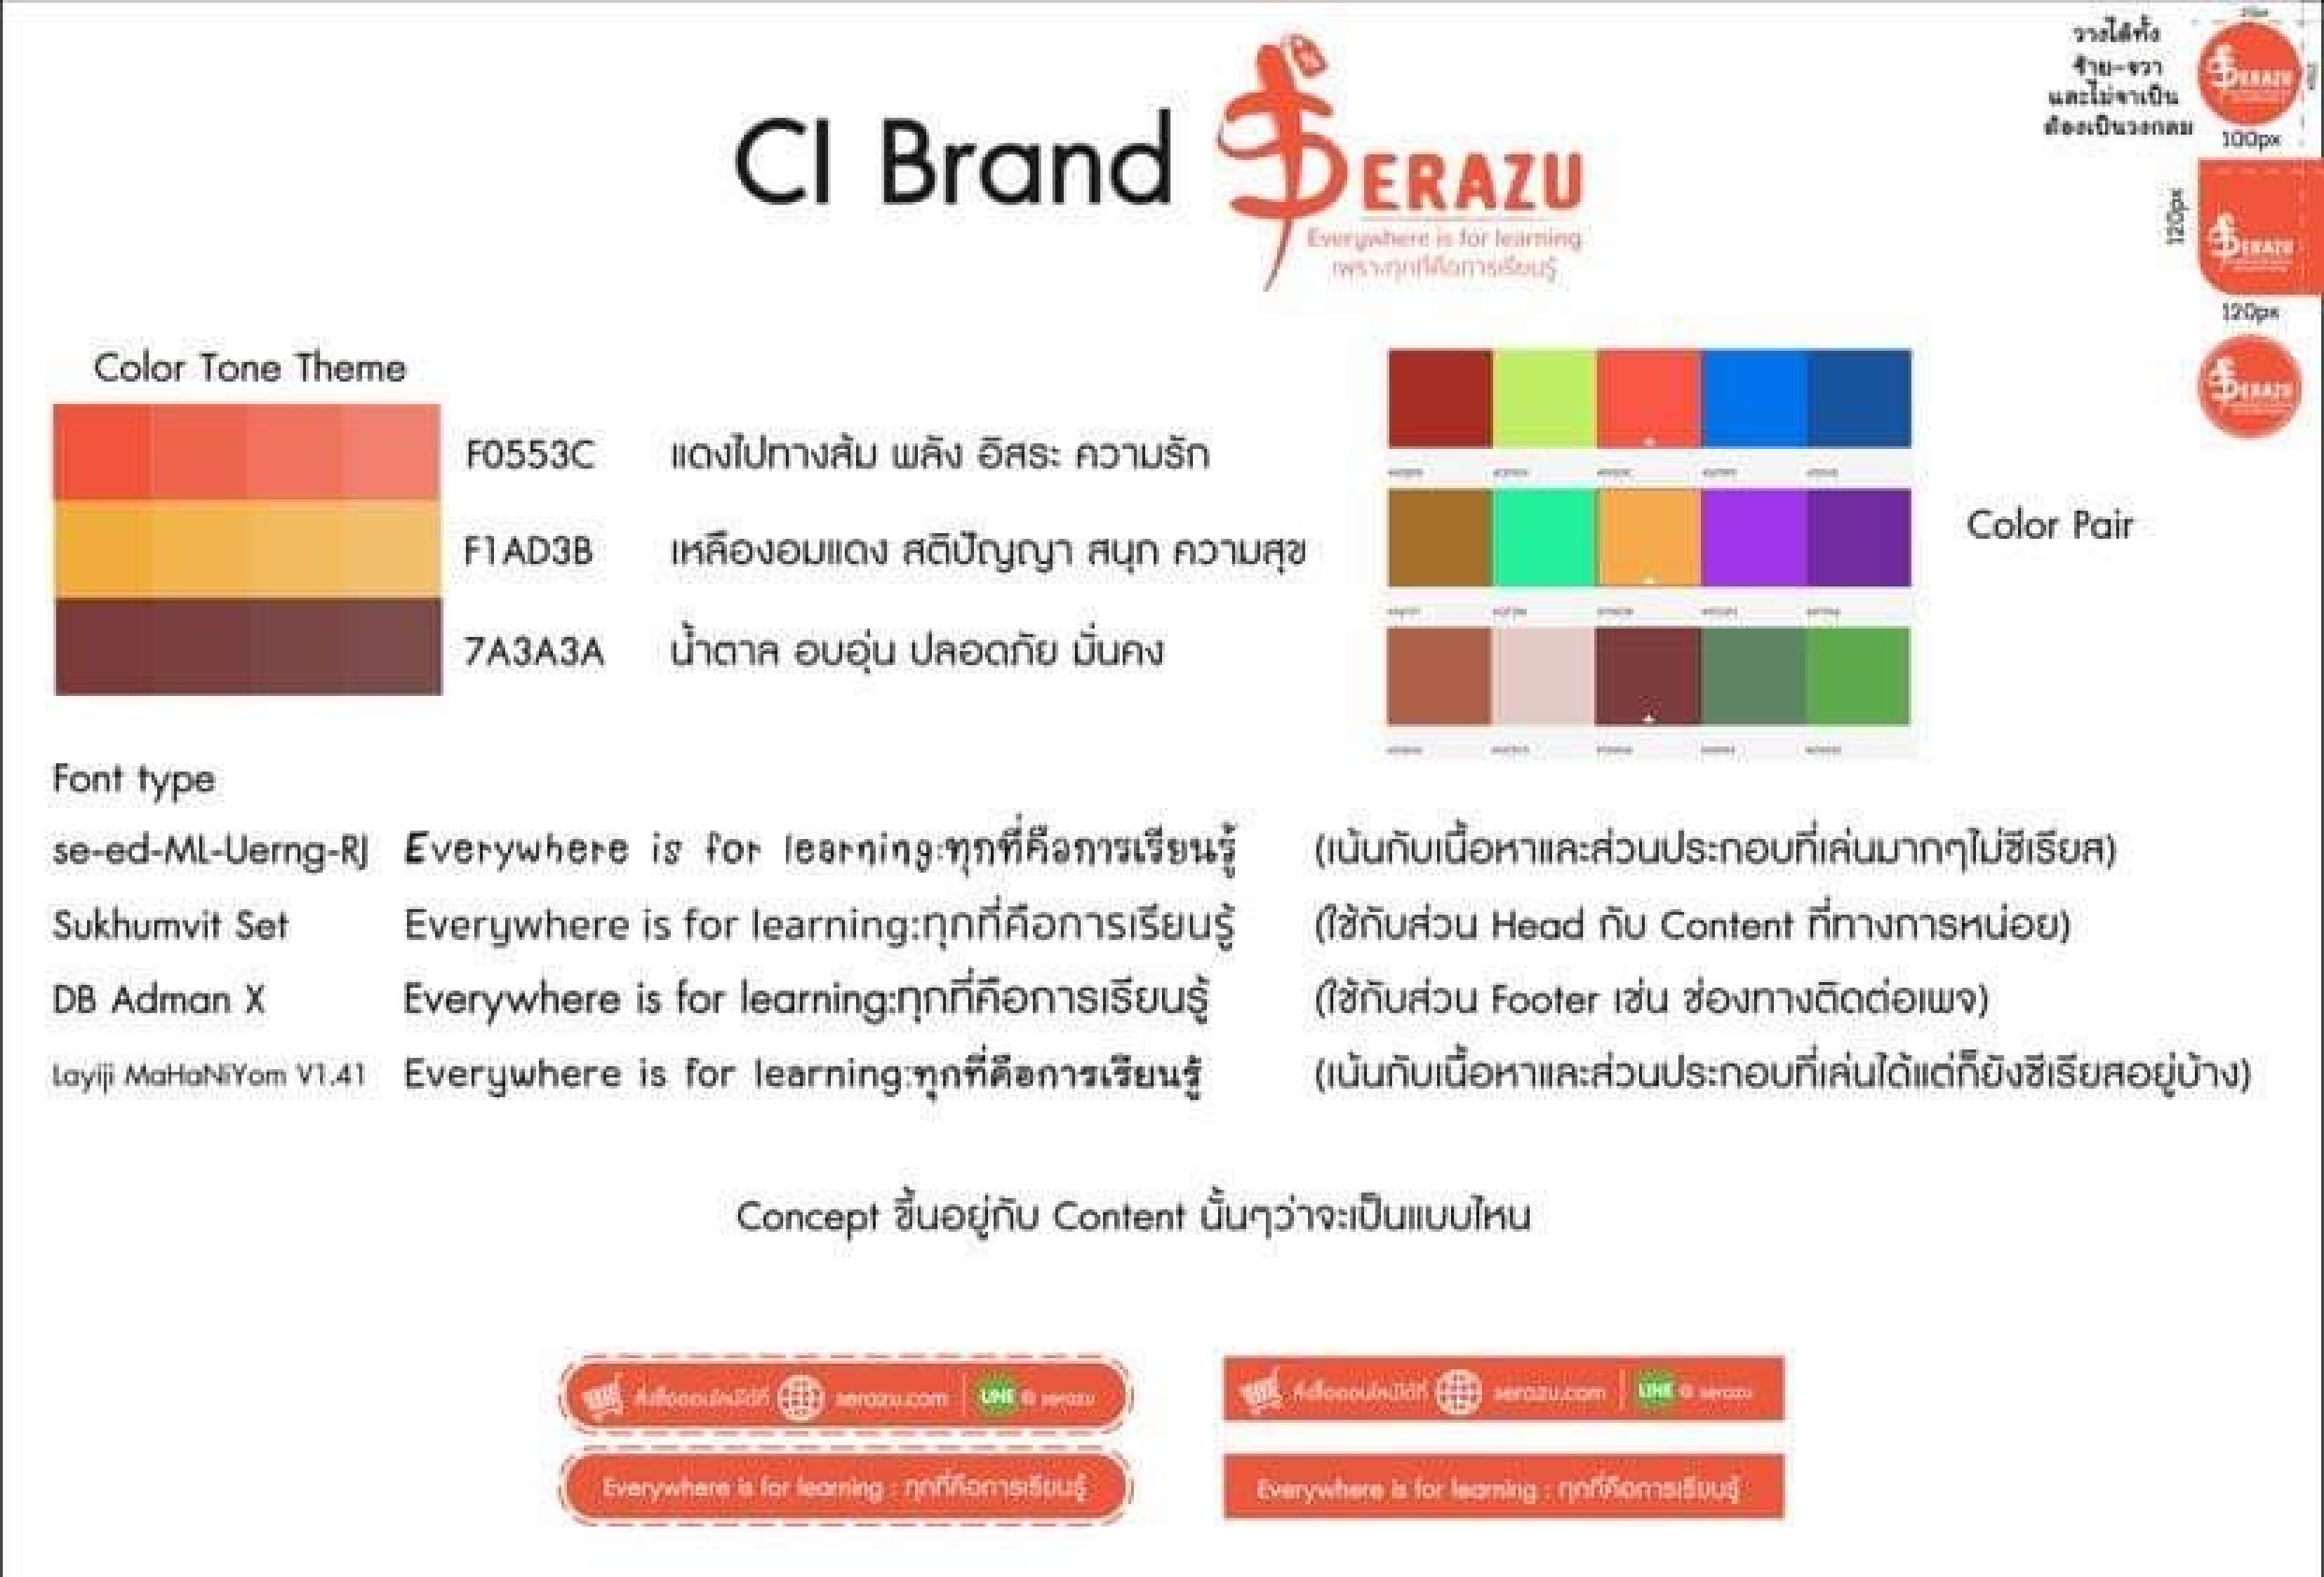 วางได้ทั้ง
ซ้าย-ขวา
และไม่จำเป็น
ต้องเป็นวงกลม
SERAZU
100px
120px
SERAZU
120px
SERAZU
CI Brand
SERAZU
Everywhere is for learning
เพราะทุกที่คือการเรียนรู้
Color Tone Theme
F0553C แดงไปทางส้ม พลัง อิสระ ความรัก
F1AD3B เหลืองอมแดง สติปัญญา สนุก ความสุข
7A3A3A น้ำตาล อบอุ่น ปลอดภัย มั่นคง
Color Pair
Font type
se-ed-ML-Uerng-RJ Everywhere is for learning:ทุกที่คือการเรียนรู้ (เน้นกับเนื้อหาและส่วนประกอบที่เล่นมากๆไม่ซีเรียส)
Sukhumvit Set Everywhere is for learning:ทุกที่คือการเรียนรู้ (ใช้กับส่วน Head กับ Content ที่ทางการหน่อย)
DB Adman X Everywhere is for learning:ทุกที่คือการเรียนรู้ (ใช้กับส่วน Footer เช่น ช่องทางติดต่อเพจ)
Layiji MaHaNiYom V1.41 Everywhere is for learning:ทุกที่คือการเรียนรู้ (เน้นกับเนื้อหาและส่วนประกอบที่เล่นได้แต่ก็ยังซีเรียสอยู่บ้าง)
Concept ขึ้นอยู่กับ Content นั้นๆว่าจะเป็นแบบไหน
สั่งซื้อออนไลน์ได้ที่ serazu.com LINE @ serazu
Everywhere is for learning : ทุกที่คือการเรียนรู้
สั่งซื้อออนไลน์ได้ที่ serazu.com LINE @ serazu
Everywhere is for learning : ทุกที่คือการเรียนรู้